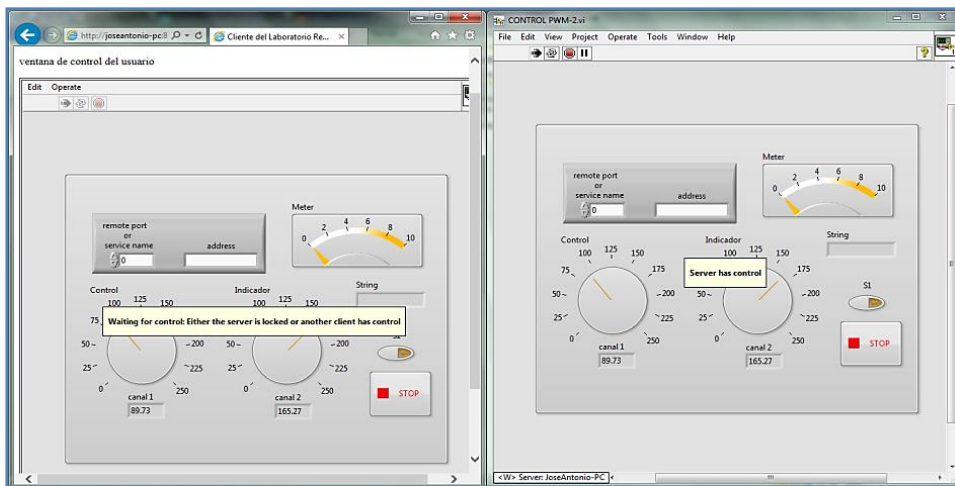 http://joseantonio-pc:8
Cliente del Laboratorio Re...
ventana de control del usuario
Edit Operate
remote port
or
service name
address
0
Meter
0 2 4 6 8 10
Control
Indicador
String
100 125 150
100 125 150
Waiting for control: Either the server is locked or another client has control
75
50 200 50 200
25 225 25 225
0 250 0 250
canal 1
89.73
canal 2
165.27
STOP
CONTROL PWM-2.vi
File Edit View Project Operate Tools Window Help
remote port
or
service name
address
0
Meter
0 2 4 6 8 10
Control
Indicador
String
100 125 150
100 125 150
75 175 75 175
Server has control
S1
50 200 50 200
25 225 25 225
0 250 0 250
canal 1
89.73
canal 2
165.27
STOP
<W> Server: JoseAntonio-PC